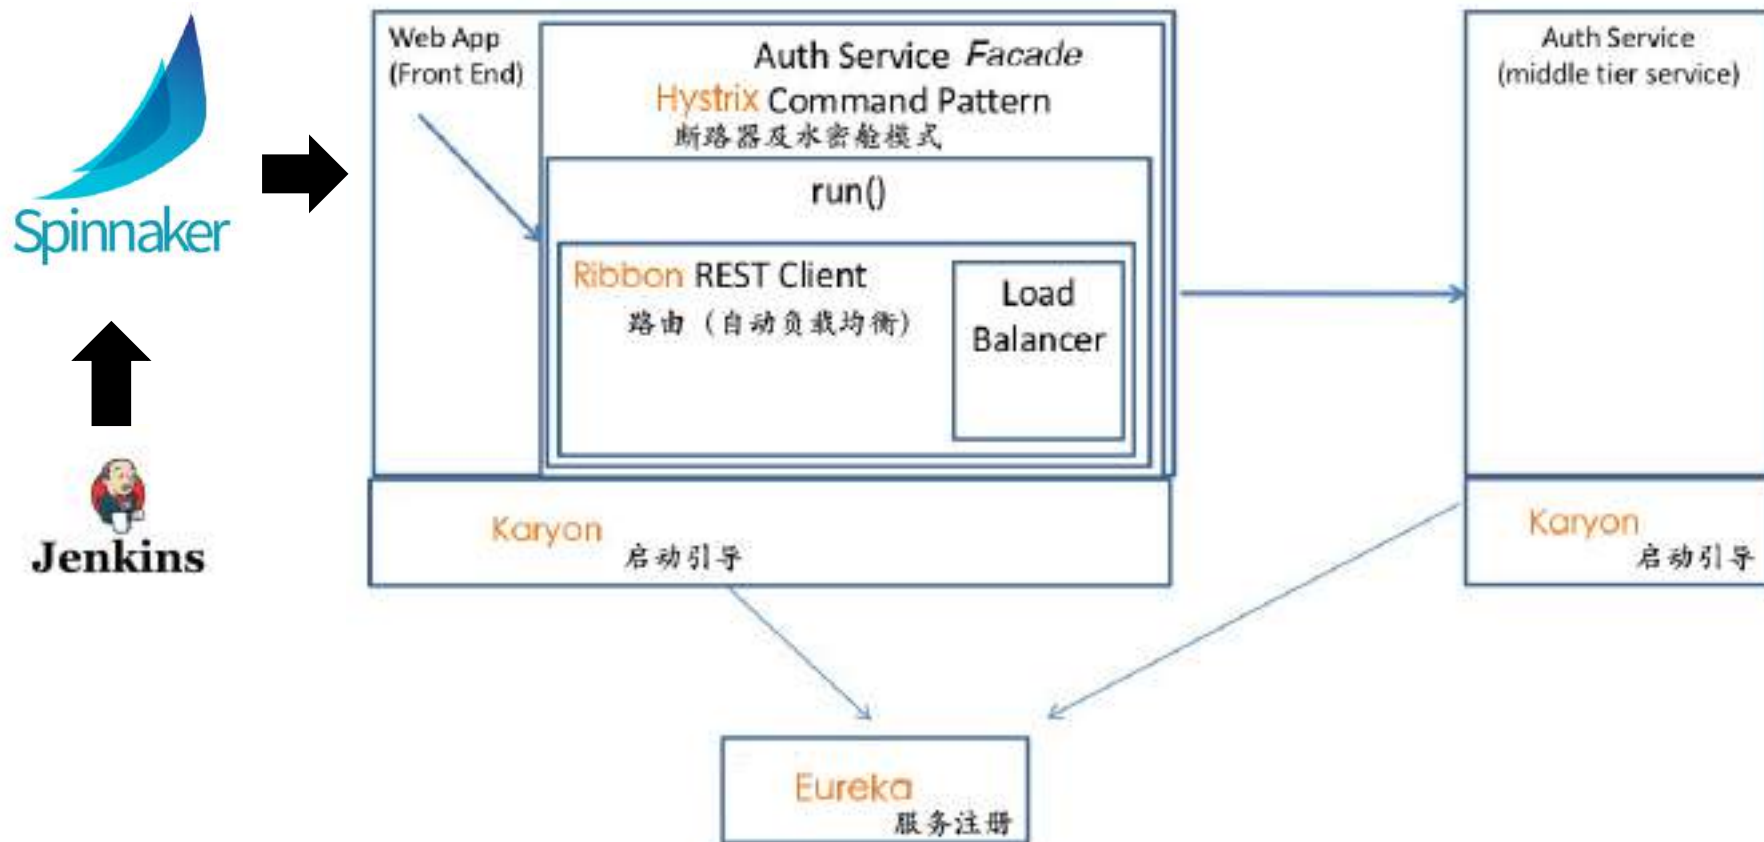 Spinnaker
Jenkins
Web App
(Front End)
Auth Service Facade
Hystrix Command Pattern
断路器及水密舱模式
run()
Ribbon REST Client
路由（自动负载均衡）
Load
Balancer
Karyon
启动引导
Auth Service
(middle tier service)
Karyon
启动引导
Eureka
服务注册